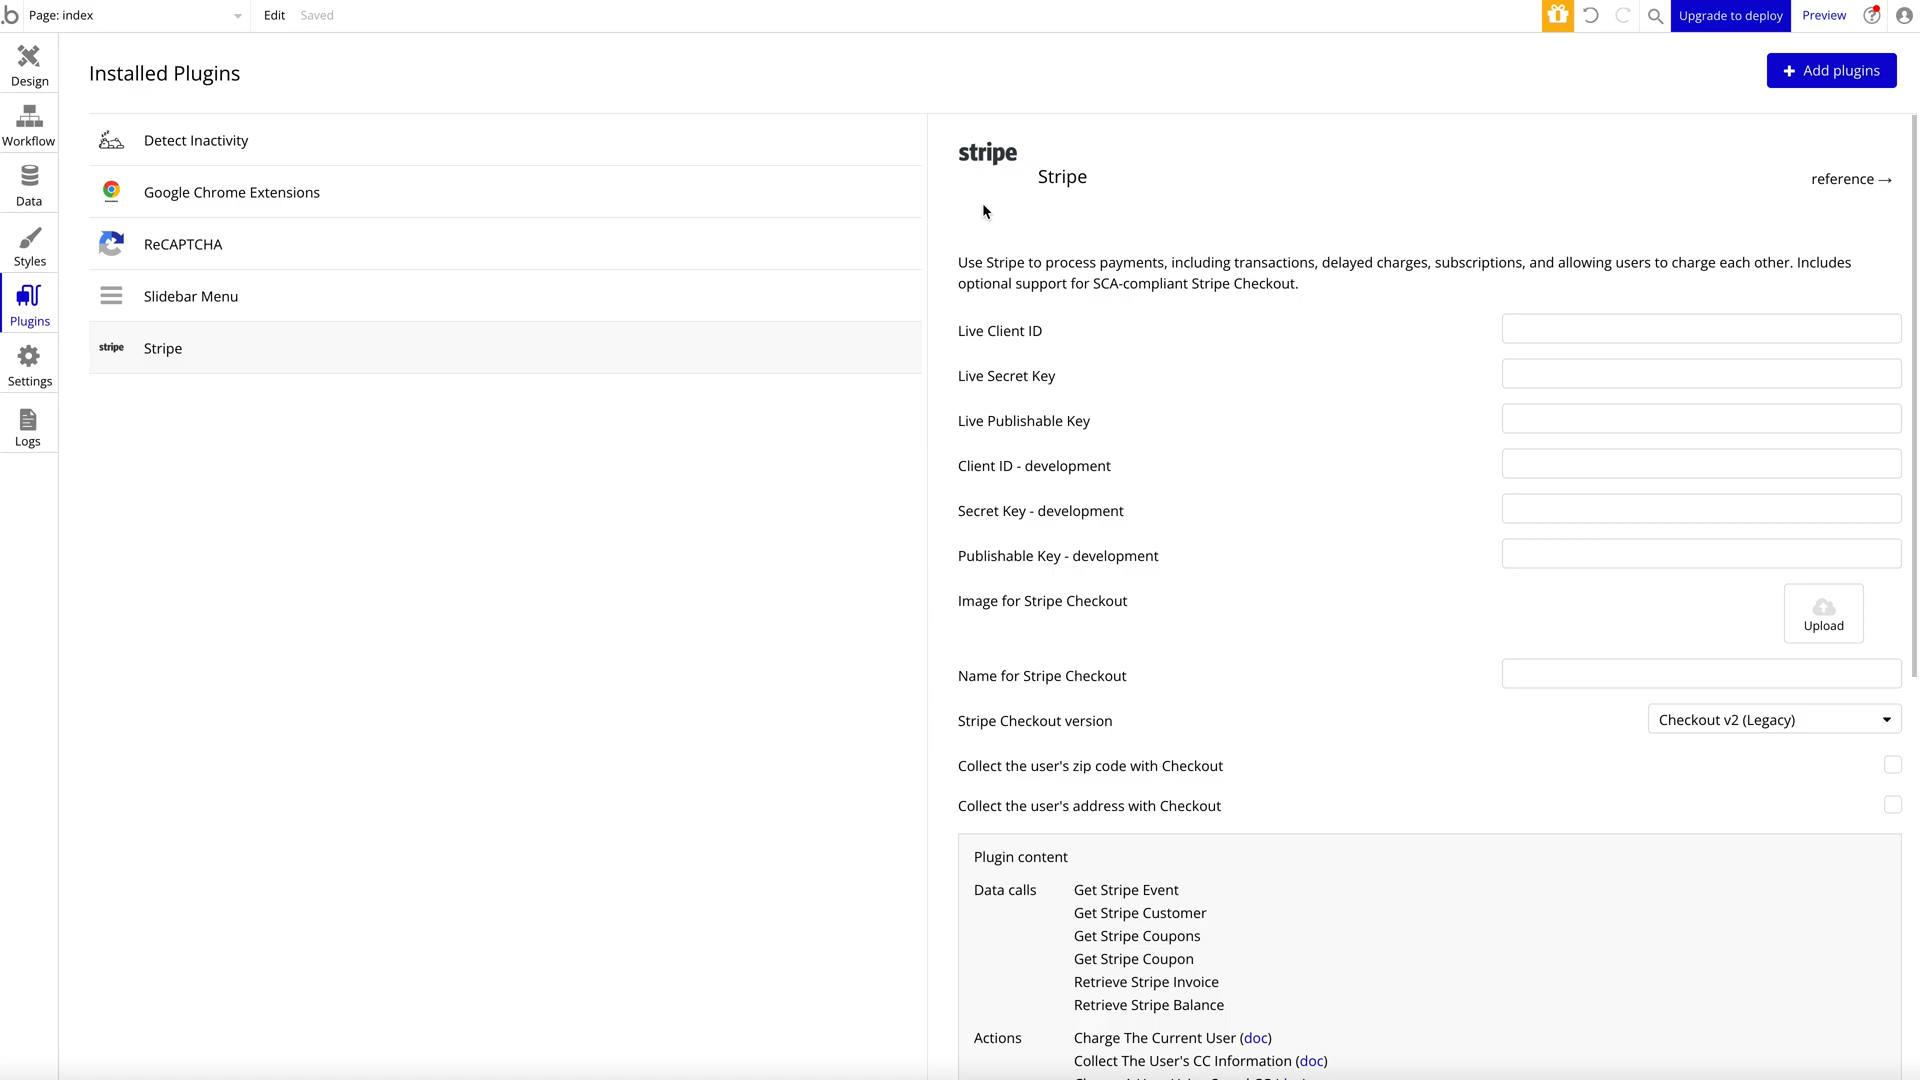 .b Page: index Edit Saved Upgrade to deploy Preview
Design
Workflow
Data
Styles
Plugins
Settings
Logs
Installed Plugins
Add plugins
Detect Inactivity
Google Chrome Extensions
ReCAPTCHA
Slidebar Menu
stripe Stripe
stripe
Stripe
reference →
Use Stripe to process payments, including transactions, delayed charges, subscriptions, and allowing users to charge each other. Includes
optional support for SCA-compliant Stripe Checkout.
Live Client ID
Live Secret Key
Live Publishable Key
Client ID - development
Secret Key - development
Publishable Key - development
Image for Stripe Checkout
Upload
Name for Stripe Checkout
Stripe Checkout version
Checkout v2 (Legacy)
Collect the user's zip code with Checkout
Collect the user's address with Checkout
Plugin content
Data calls
Get Stripe Event
Get Stripe Customer
Get Stripe Coupons
Get Stripe Coupon
Retrieve Stripe Invoice
Retrieve Stripe Balance
Actions
Charge The Current User (doc)
Collect The User's CC Information (doc)